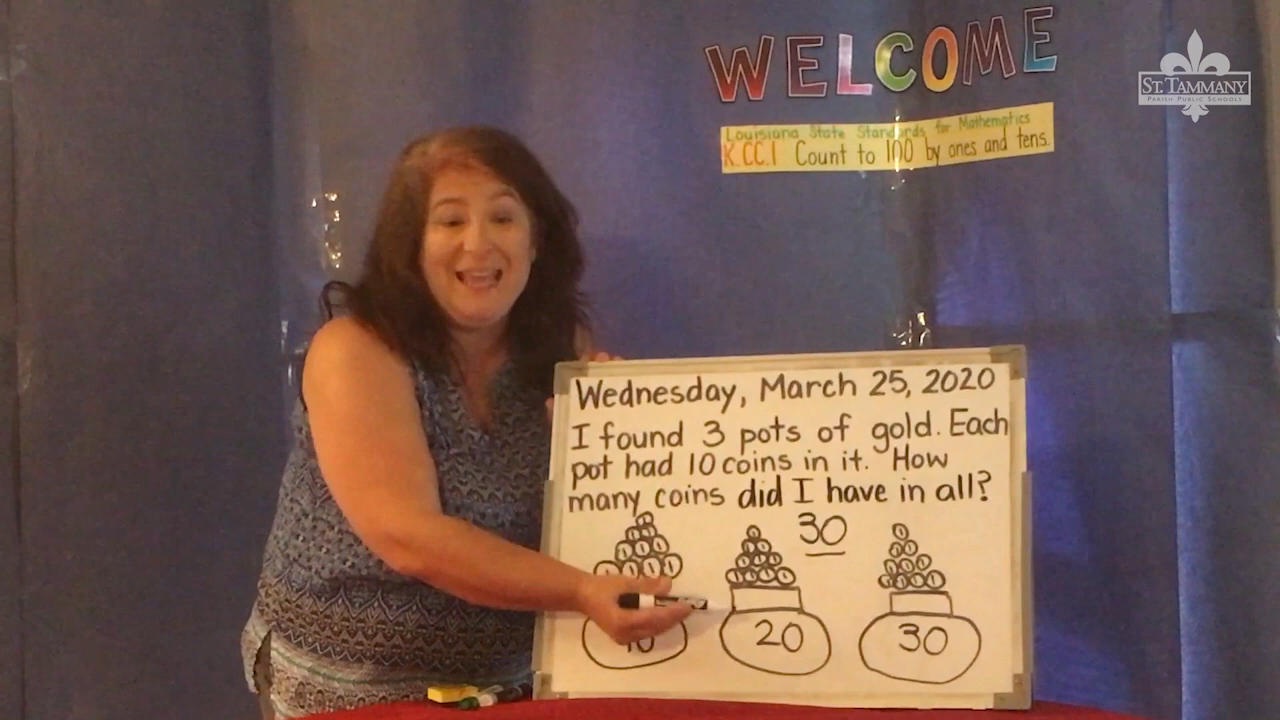 WELCOME
ST. TAMMANY
PARISH PUBLIC SCHOOLS
Louisiana State Standards for Mathematics
K.CC.1 Count to 100 by ones and tens.
Wednesday, March 25, 2020
I found 3 pots of gold. Each
pot had 10 coins in it. How
many coins did I have in all?
30
10 20 30